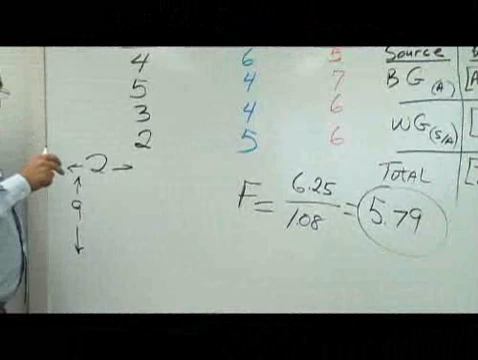 4 6 5 Source
5 4 7 BG(A) [A
3 4 6
2 5 6 WG(S/A) [
← 2 → TOTAL [
9
F = 6.25 / 1.08 = 5.79